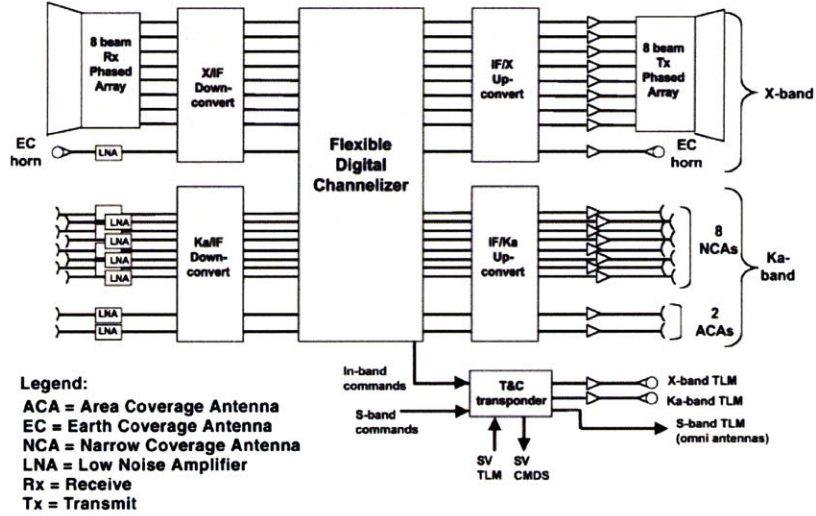 8 beam
Rx
Phased
Array
X/IF
Down-
convert
Flexible
Digital
Channelizer
IF/X
Up-
convert
8 beam
Tx
Phased
Array
X-band
EC
horn
LNA
EC
horn
LNA
LNA
LNA
LNA
Ka/IF
Down-
convert
IF/Ka
Up-
convert
8
NCAs
Ka-
band
LNA
LNA
2
ACAs
In-band
commands
S-band
commands
T&C
transponder
X-band TLM
Ka-band TLM
S-band TLM
(omni antennas)
SV
TLM
SV
CMDS
Legend:
ACA = Area Coverage Antenna
EC = Earth Coverage Antenna
NCA = Narrow Coverage Antenna
LNA = Low Noise Amplifier
Rx = Receive
Tx = Transmit